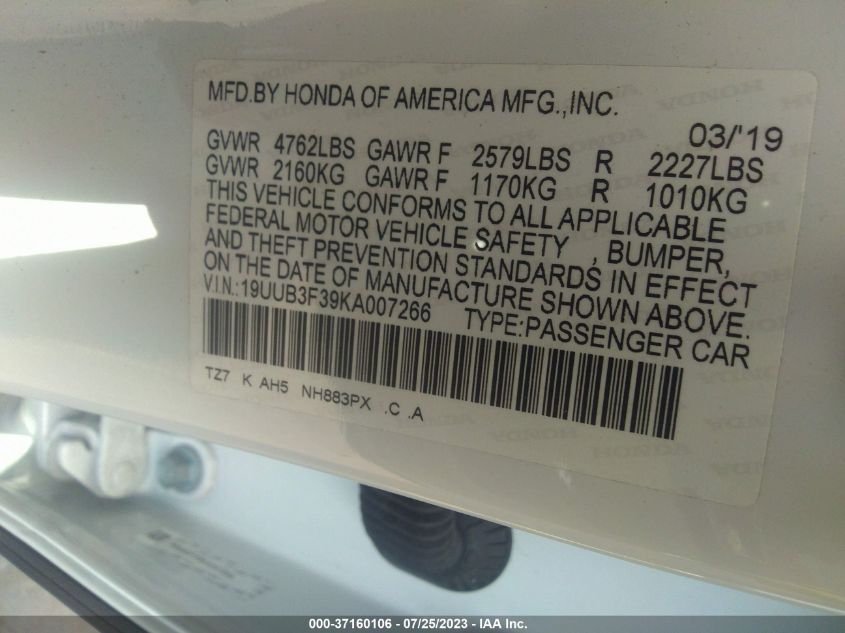 MFD.BY HONDA OF AMERICA MFG.,INC.
03/'19
GVWR 4762LBS GAWR F 2579LBS R 2227LBS
GVWR 2160KG GAWR F 1170KG R 1010KG
THIS VEHICLE CONFORMS TO ALL APPLICABLE
FEDERAL MOTOR VEHICLE SAFETY , BUMPER,
AND THEFT PREVENTION STANDARDS IN EFFECT
ON THE DATE OF MANUFACTURE SHOWN ABOVE.
V.I.N.:19UUB3F39KA007266 TYPE:PASSENGER CAR
TZ7 K AH5 NH883PX .C .A
000-37160106 - 07/25/2023 - IAA Inc.